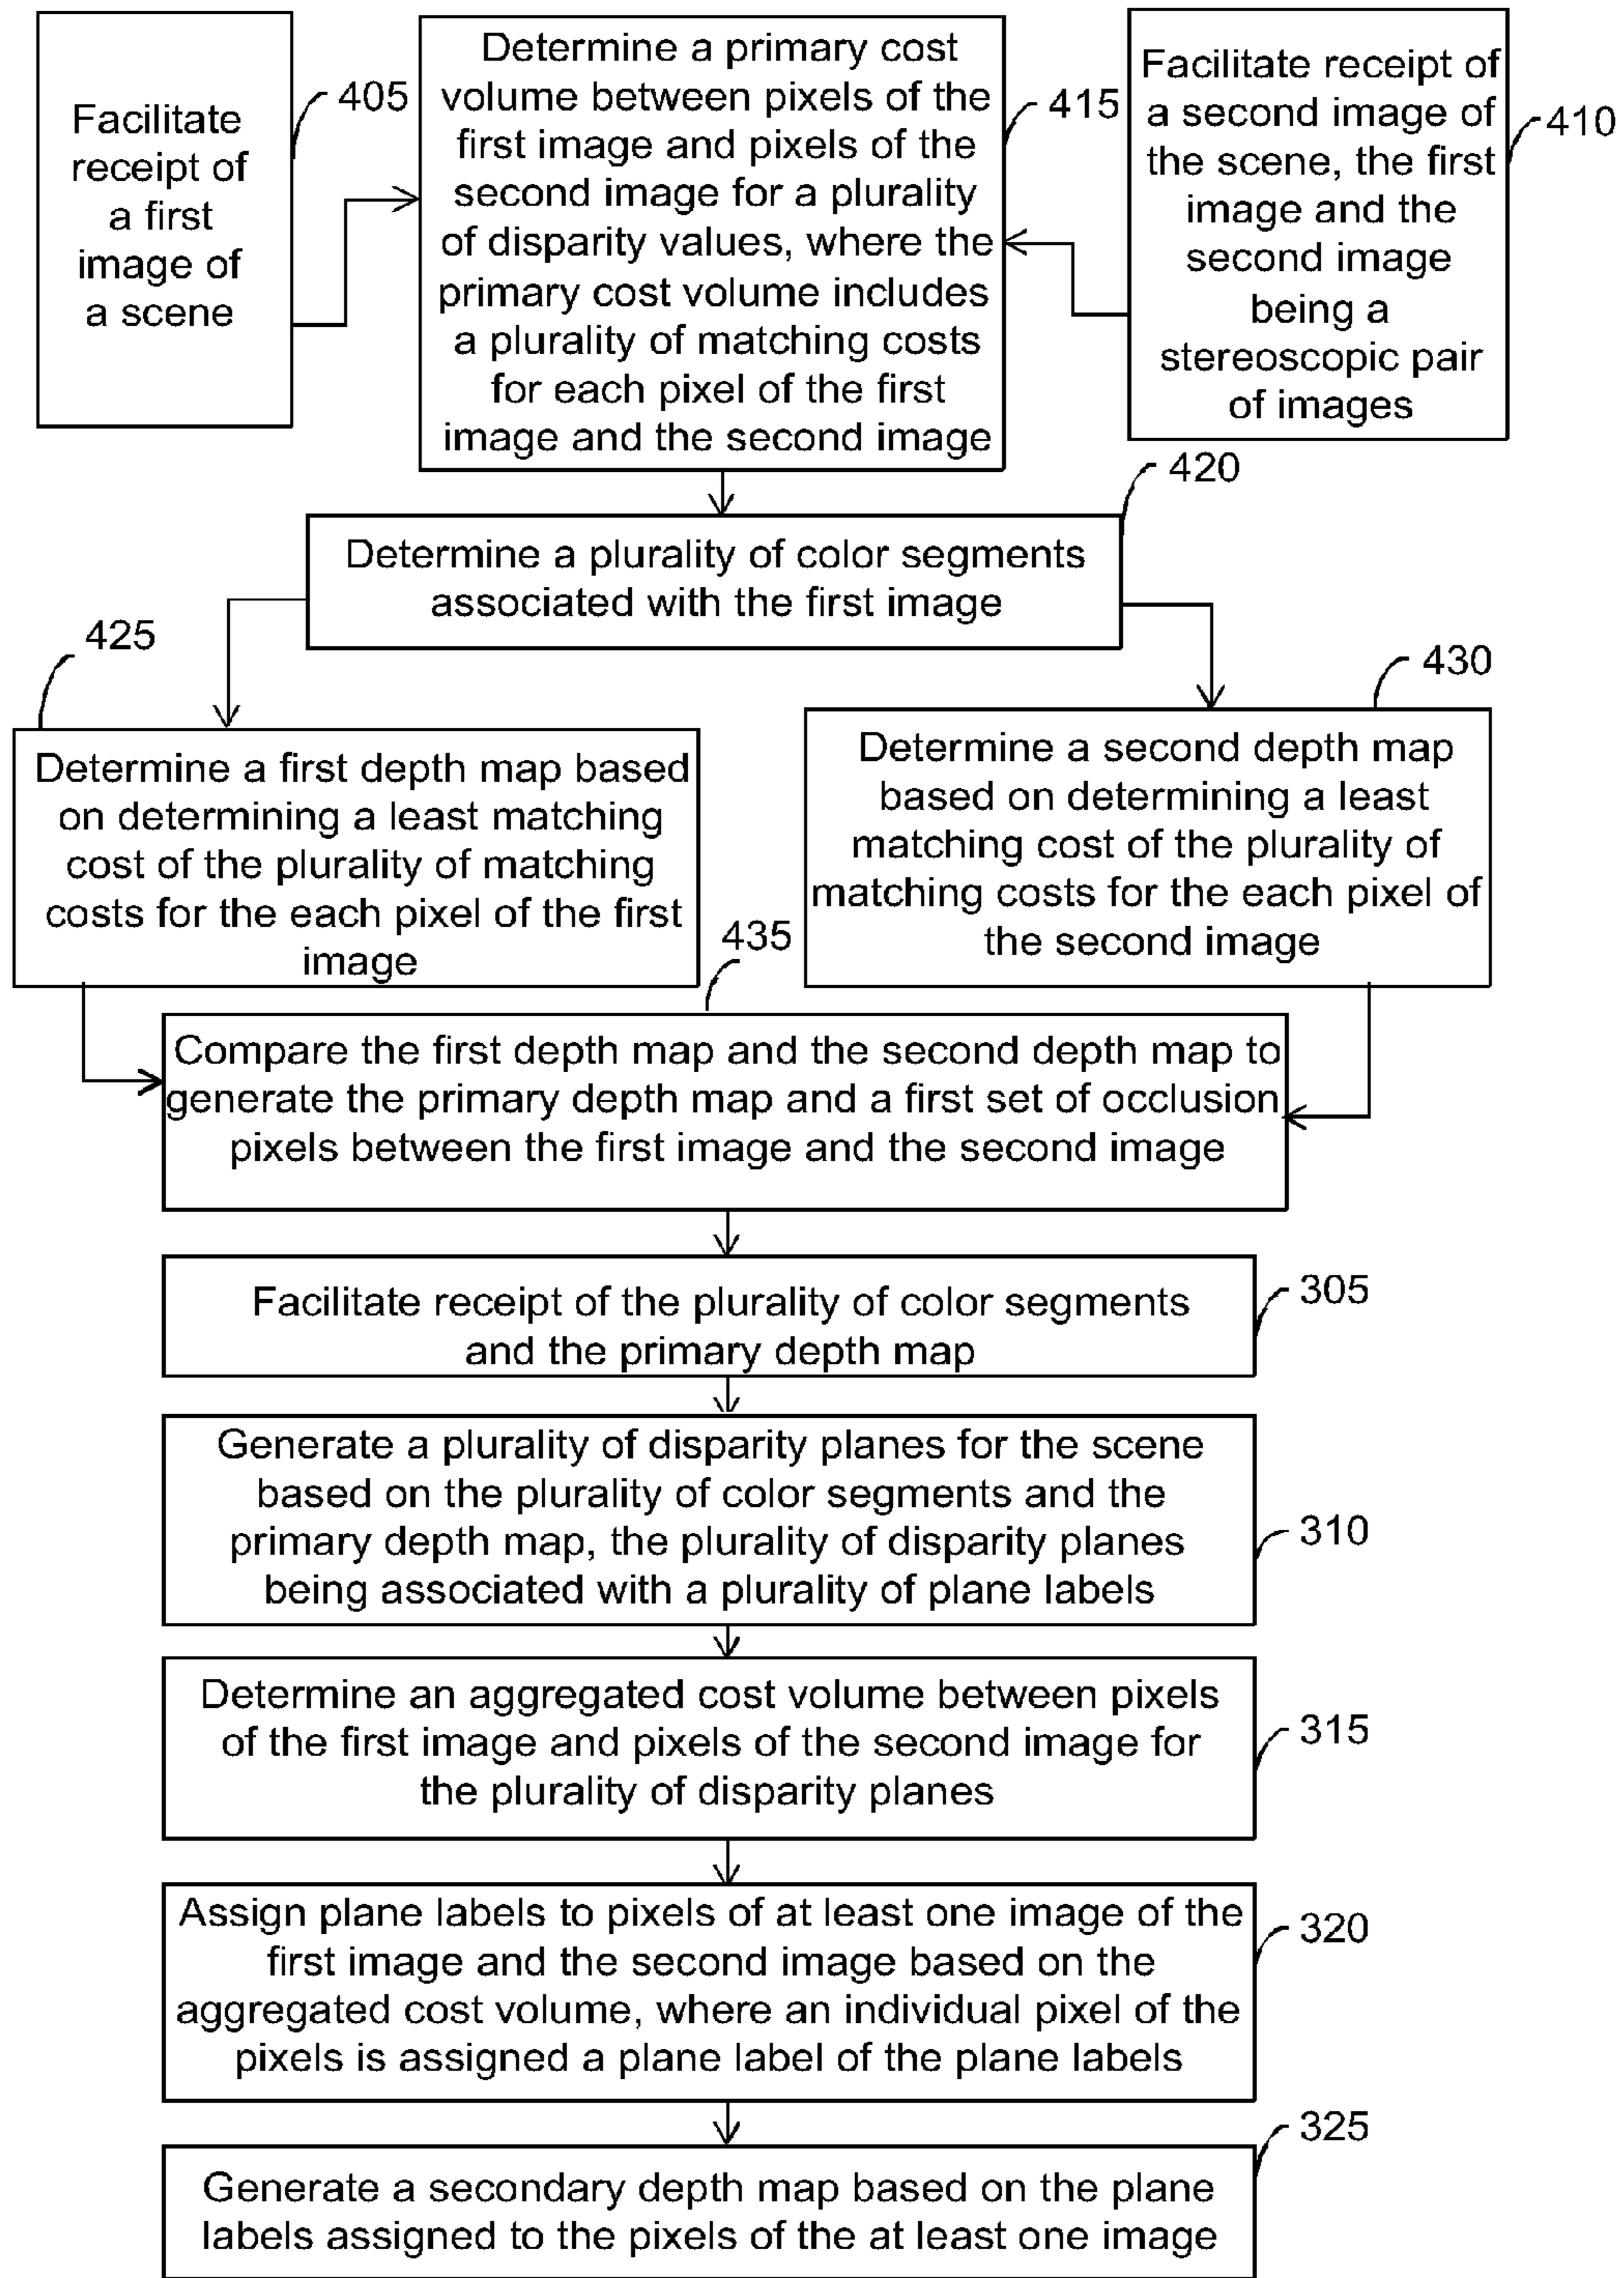 Facilitate
receipt of
a first
image of
a scene
405
Determine a primary cost
volume between pixels of the
first image and pixels of the
second image for a plurality
of disparity values, where the
primary cost volume includes
a plurality of matching costs
for each pixel of the first
image and the second image
415
Facilitate receipt of
a second image of
the scene, the first
image and the
second image
being a
stereoscopic pair
of images
410
420
Determine a plurality of color segments
associated with the first image
425
Determine a first depth map based
on determining a least matching
cost of the plurality of matching
costs for the each pixel of the first
image
430
Determine a second depth map
based on determining a least
matching cost of the plurality of
matching costs for the each pixel of
the second image
435
Compare the first depth map and the second depth map to
generate the primary depth map and a first set of occlusion
pixels between the first image and the second image
Facilitate receipt of the plurality of color segments
and the primary depth map
305
Generate a plurality of disparity planes for the scene
based on the plurality of color segments and the
primary depth map, the plurality of disparity planes
being associated with a plurality of plane labels
310
Determine an aggregated cost volume between pixels
of the first image and pixels of the second image for
the plurality of disparity planes
315
Assign plane labels to pixels of at least one image of the
first image and the second image based on the
aggregated cost volume, where an individual pixel of the
pixels is assigned a plane label of the plane labels
320
Generate a secondary depth map based on the plane
labels assigned to the pixels of the at least one image
325